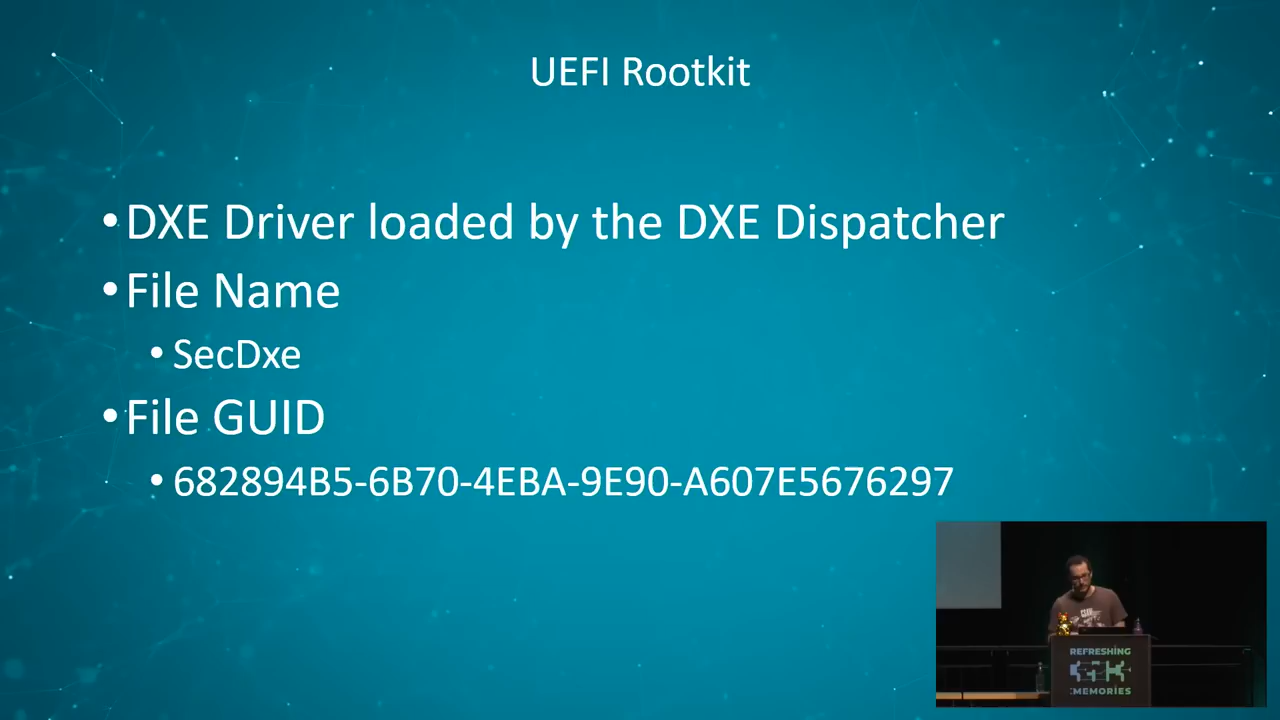 UEFI Rootkit
•DXE Driver loaded by the DXE Dispatcher
•File Name
•SecDxe
•File GUID
•682894B5-6B70-4EBA-9E90-A607E5676297
REFRESHING
MEMORIES